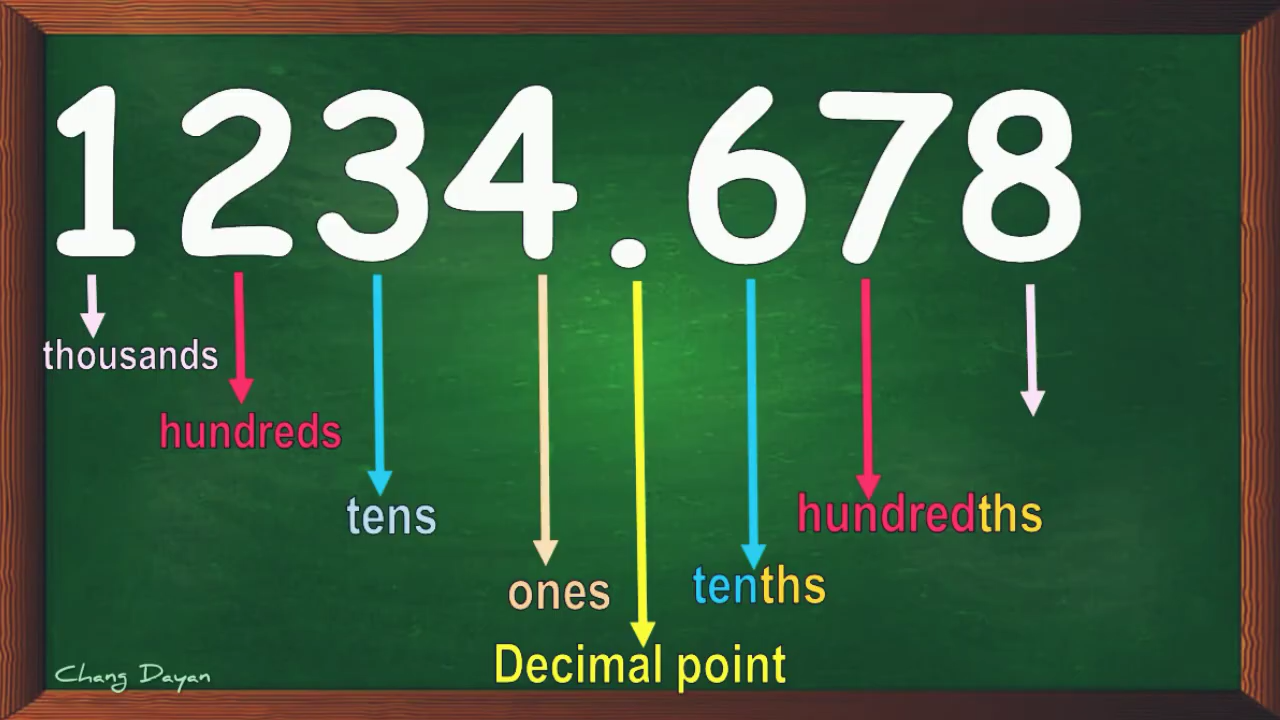 1234.678
thousands
hundreds
tens
hundredths
ones
tenths
Decimal point
Chang Dayan